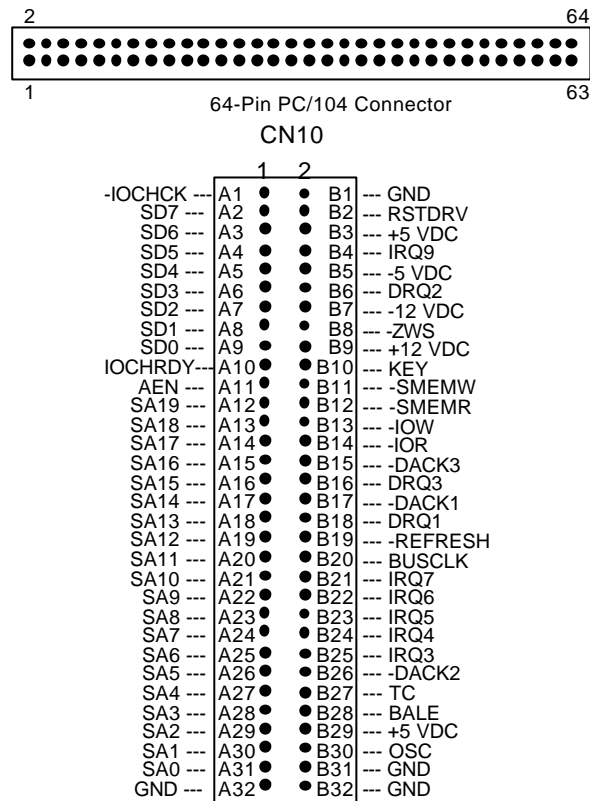 2 64
1 63
64-Pin PC/104 Connector
CN10
1 2
-IOCHCK --- A1 B1 --- GND
SD7 --- A2 B2 --- RSTDRV
SD6 --- A3 B3 --- +5 VDC
SD5 --- A4 B4 --- IRQ9
SD4 --- A5 B5 --- -5 VDC
SD3 --- A6 B6 --- DRQ2
SD2 --- A7 B7 --- -12 VDC
SD1 --- A8 B8 --- -ZWS
SD0 --- A9 B9 --- +12 VDC
IOCHRDY--- A10 B10 --- KEY
AEN --- A11 B11 --- -SMEMW
SA19 --- A12 B12 --- -SMEMR
SA18 --- A13 B13 --- -IOW
SA17 --- A14 B14 --- -IOR
SA16 --- A15 B15 --- -DACK3
SA15 --- A16 B16 --- DRQ3
SA14 --- A17 B17 --- -DACK1
SA13 --- A18 B18 --- DRQ1
SA12 --- A19 B19 --- -REFRESH
SA11 --- A20 B20 --- BUSCLK
SA10 --- A21 B21 --- IRQ7
SA9 --- A22 B22 --- IRQ6
SA8 --- A23 B23 --- IRQ5
SA7 --- A24 B24 --- IRQ4
SA6 --- A25 B25 --- IRQ3
SA5 --- A26 B26 --- -DACK2
SA4 --- A27 B27 --- TC
SA3 --- A28 B28 --- BALE
SA2 --- A29 B29 --- +5 VDC
SA1 --- A30 B30 --- OSC
SA0 --- A31 B31 --- GND
GND --- A32 B32 --- GND